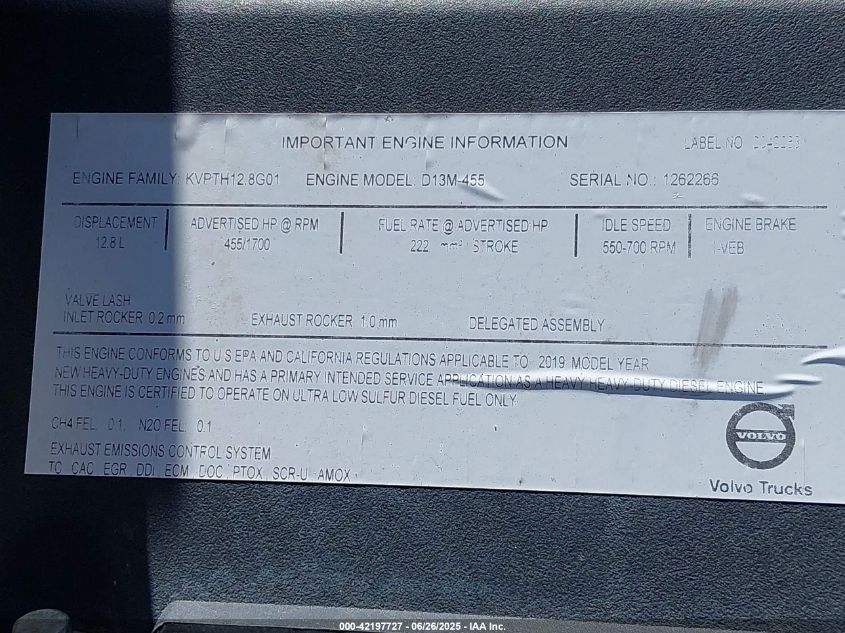 IMPORTANT ENGINE INFORMATION LABEL NO
ENGINE FAMILY: KVPTH12.8G01 ENGINE MODEL: D13M-455 SERIAL NO.: 1262266
DISPLACEMENT ADVERTISED HP @ RPM FUEL RATE @ ADVERTISED HP IDLE SPEED ENGINE BRAKE
12.8 L 455/1700 222 STROKE 550-700 RPM I-VEB
VALVE LASH
INLET ROCKER 0.2 mm EXHAUST ROCKER 1.0 mm DELEGATED ASSEMBLY
THIS ENGINE CONFORMS TO U S EPA AND CALIFORNIA REGULATIONS APPLICABLE TO 2019 MODEL YEAR
NEW HEAVY-DUTY ENGINES AND HAS A PRIMARY INTENDED SERVICE APPLICATION AS A HEAVY HEAVY DUTY DIESEL ENGINE
THIS ENGINE IS CERTIFIED TO OPERATE ON ULTRA LOW SULFUR DIESEL FUEL ONLY.
CH4 FEL 0.1 N2O FEL 0.1
EXHAUST EMISSIONS CONTROL SYSTEM
TC, CAC, EGR, DDI, ECM, DOC, PTOX, SCR-U, AMOX
VOLVO
Volvo Trucks
000-42197727 - 06/26/2025 - IAA Inc.